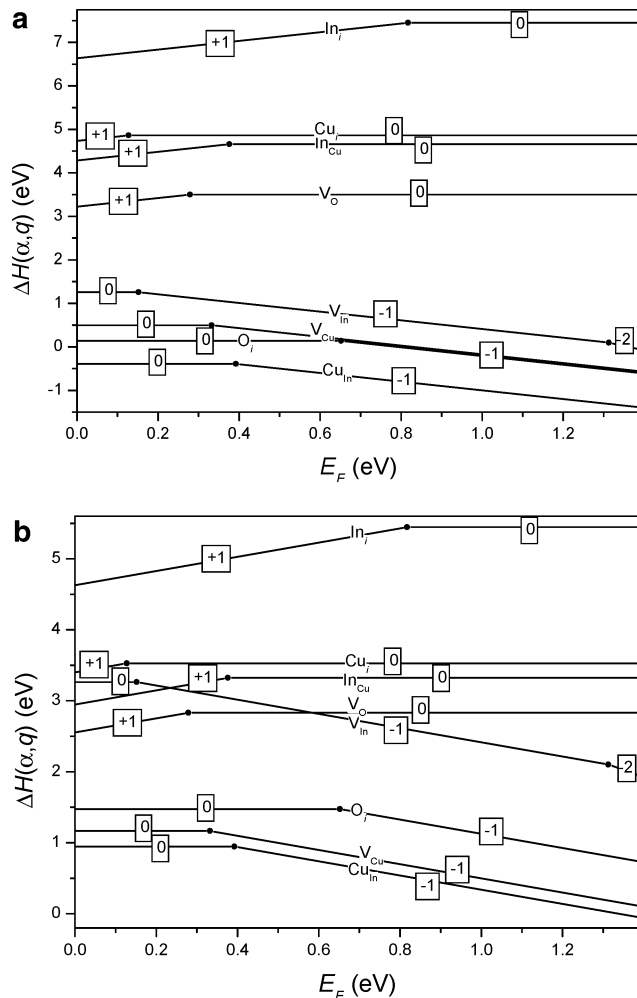 a
ΔH(α,q) (eV)
7
6
5
4
3
2
1
0
-1
In_i
+1
0
+1
Cu_i
0
+1
In_Cu
0
+1
V_O
0
0
V_In
-1
-2
0
V_Cu
0
O_i
-1
0
Cu_In
-1
0.0 0.2 0.4 0.6 0.8 1.0 1.2
E_F (eV)
b
ΔH(α,q) (eV)
5
4
3
2
1
0
In_i
+1
0
+1
Cu_i
0
0
+1
In_Cu
0
+1
V_O
0
V_In
-1
-2
0
O_i
-1
0
V_Cu
-1
0
Cu_In
-1
0.0 0.2 0.4 0.6 0.8 1.0 1.2
E_F (eV)